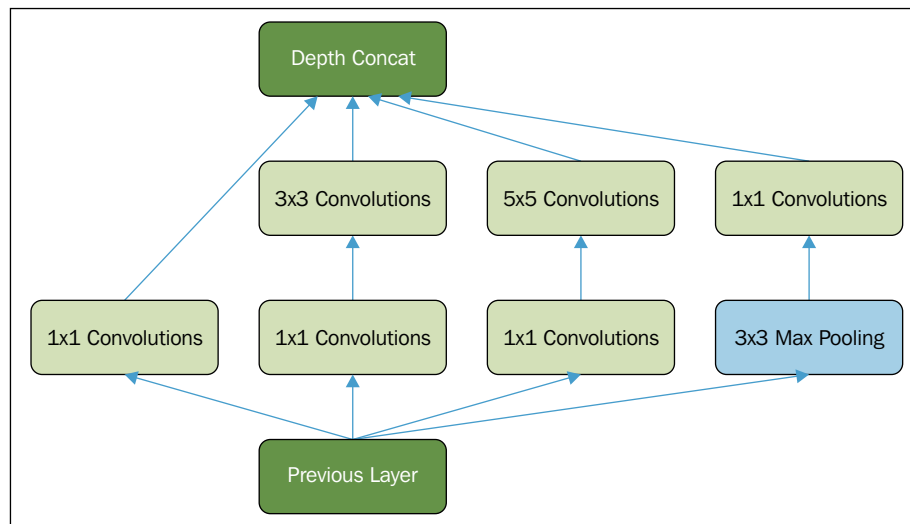 Depth Concat
3x3 Convolutions
5x5 Convolutions
1x1 Convolutions
1x1 Convolutions
1x1 Convolutions
1x1 Convolutions
3x3 Max Pooling
Previous Layer